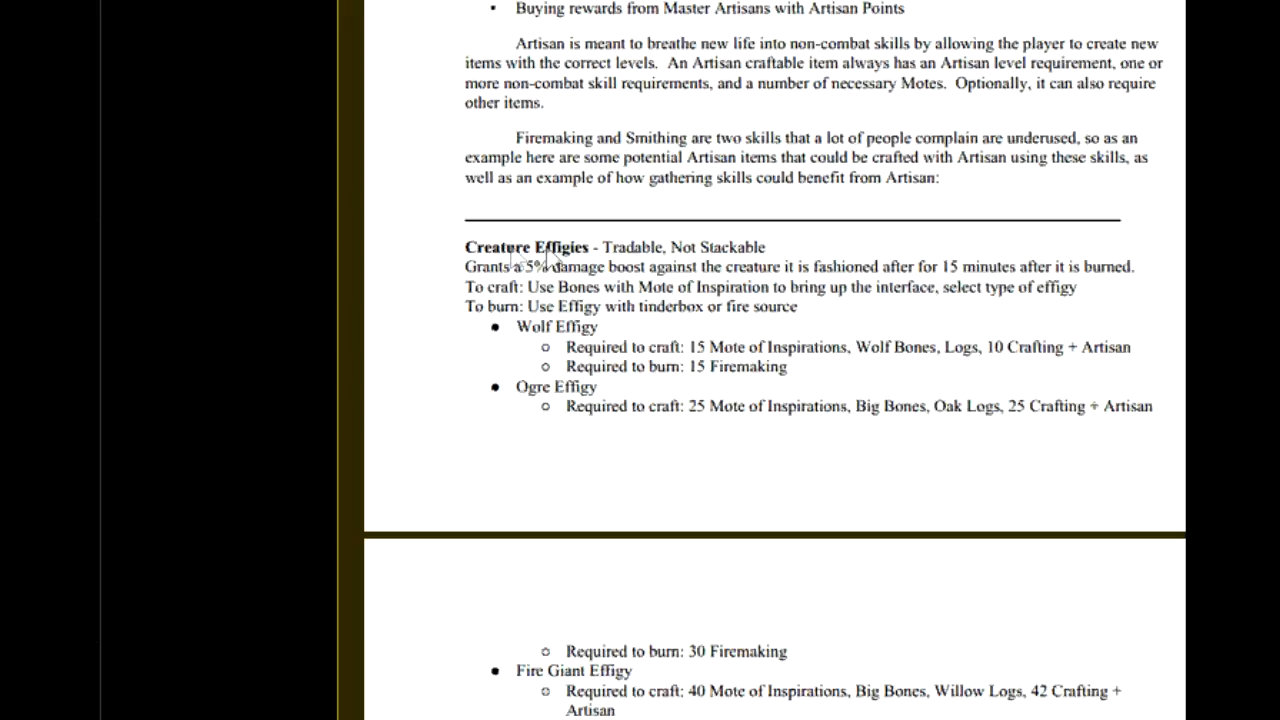 • Buying rewards from Master Artisans with Artisan Points
Artisan is meant to breathe new life into non-combat skills by allowing the player to create new
items with the correct levels. An Artisan craftable item always has an Artisan level requirement, one or
more non-combat skill requirements, and a number of necessary Motes. Optionally, it can also require
other items.
Firemaking and Smithing are two skills that a lot of people complain are underused, so as an
example here are some potential Artisan items that could be crafted with Artisan using these skills, as
well as an example of how gathering skills could benefit from Artisan:
Creature Effigies - Tradable, Not Stackable
Grants a 5% damage boost against the creature it is fashioned after for 15 minutes after it is burned.
To craft: Use Bones with Mote of Inspiration to bring up the interface, select type of effigy
To burn: Use Effigy with tinderbox or fire source
● Wolf Effigy
○ Required to craft: 15 Mote of Inspirations, Wolf Bones, Logs, 10 Crafting + Artisan
○ Required to burn: 15 Firemaking
● Ogre Effigy
○ Required to craft: 25 Mote of Inspirations, Big Bones, Oak Logs, 25 Crafting + Artisan
○ Required to burn: 30 Firemaking
● Fire Giant Effigy
○ Required to craft: 40 Mote of Inspirations, Big Bones, Willow Logs, 42 Crafting +
Artisan